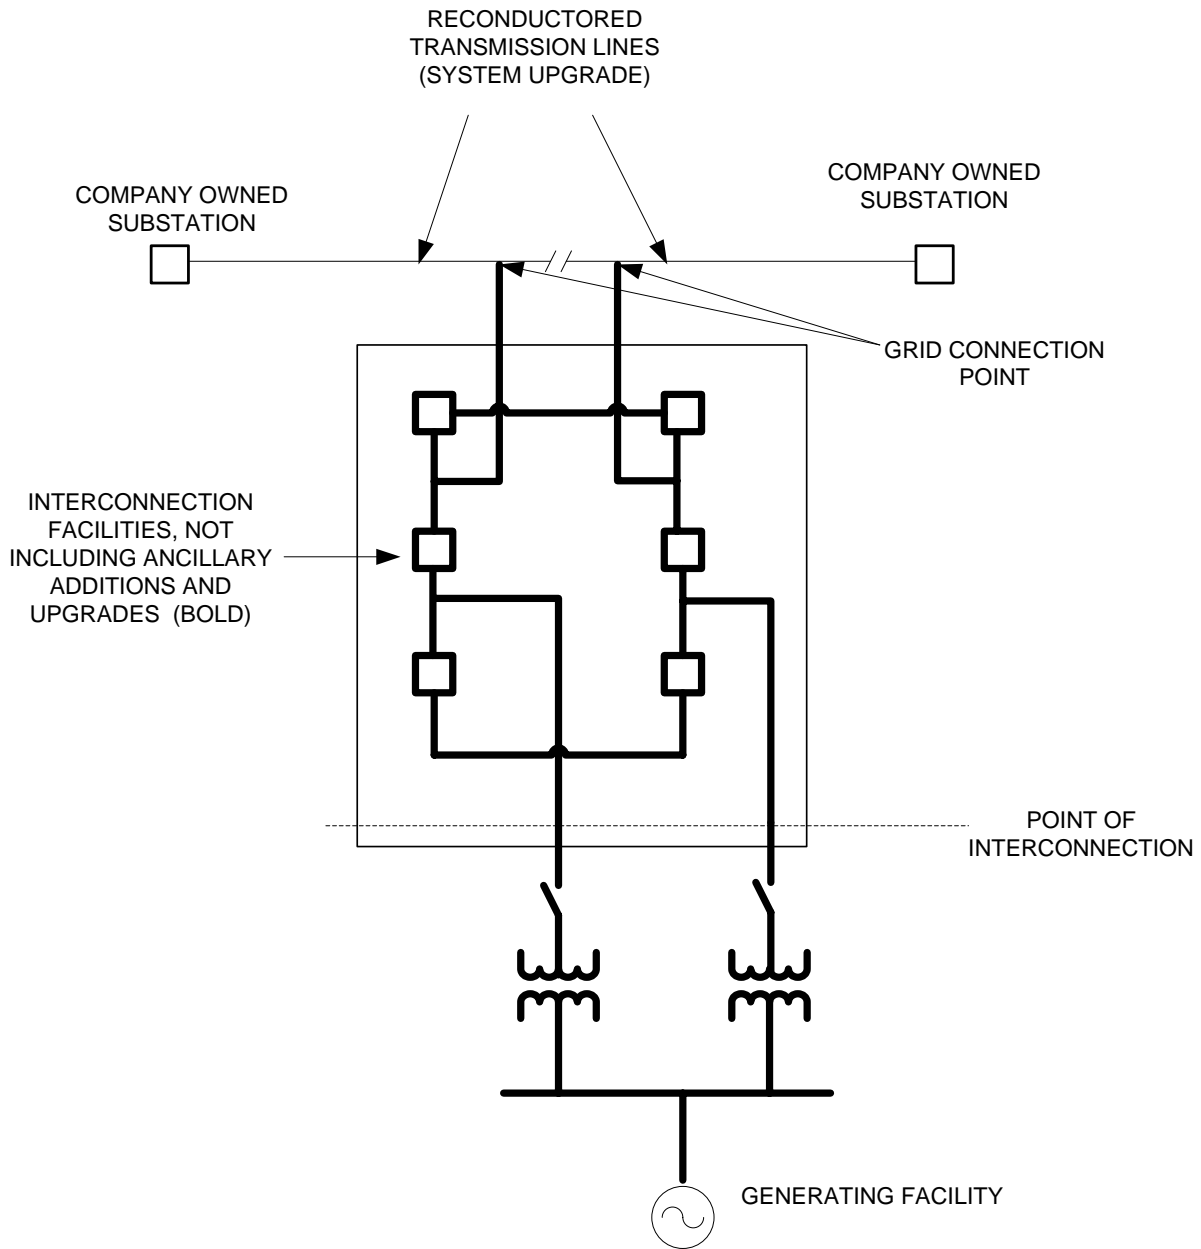 RECONDUCTORED
TRANSMISSION LINES
(SYSTEM UPGRADE)
COMPANY OWNED
SUBSTATION
COMPANY OWNED
SUBSTATION
GRID CONNECTION
POINT
INTERCONNECTION
FACILITIES, NOT
INCLUDING ANCILLARY
ADDITIONS AND
UPGRADES (BOLD)
POINT OF
INTERCONNECTION
GENERATING FACILITY